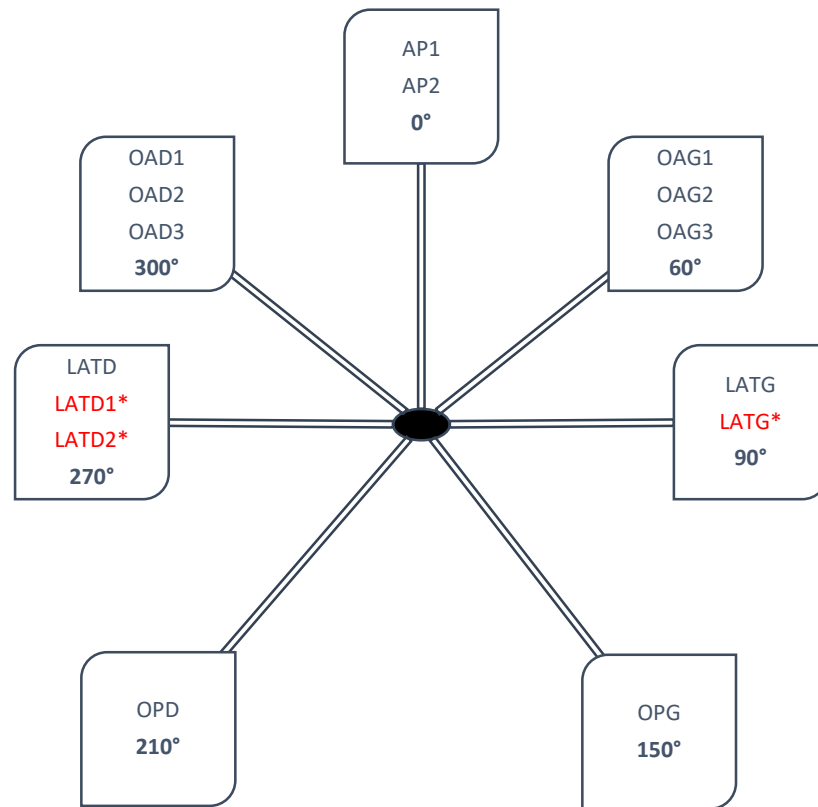 AP1
AP2
0°
OAD1
OAD2
OAD3
300°
OAG1
OAG2
OAG3
60°
LATD
LATD1*
LATD2*
270°
LATG
LATG*
90°
OPD
210°
OPG
150°